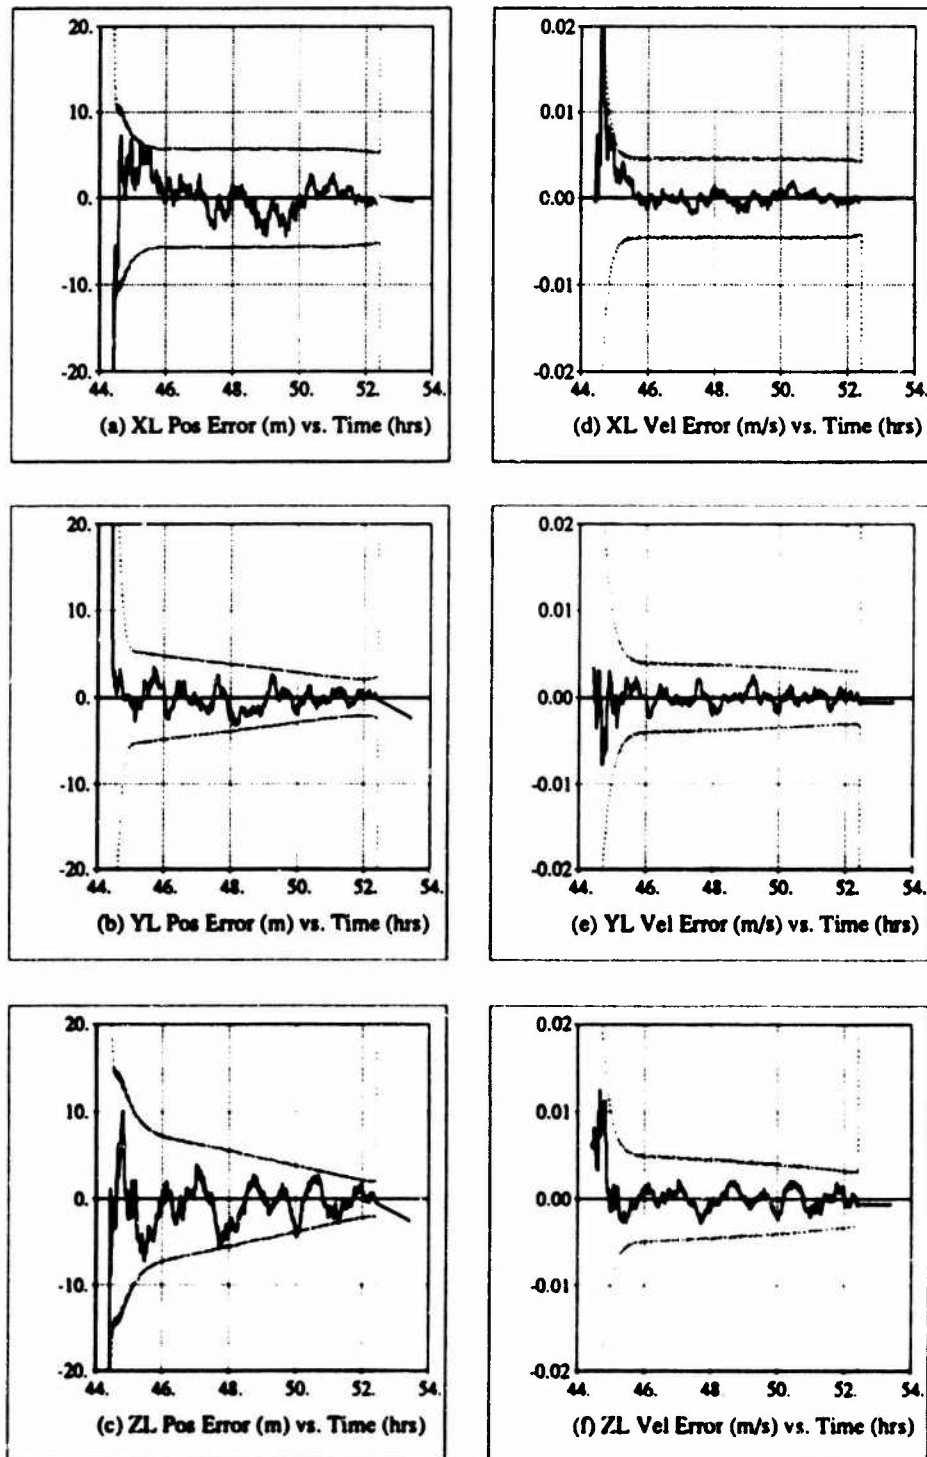 20.
10.
0.
-10.
-20.
44. 46. 48. 50. 52. 54.
(a) XL Pos Error (m) vs. Time (hrs)
0.02
0.01
0.00
-0.01
-0.02
44. 46. 48. 50. 52. 54.
(d) XL Vel Error (m/s) vs. Time (hrs)
20.
10.
0.
-10.
-20.
44. 46. 48. 50. 52. 54.
(b) YL Pos Error (m) vs. Time (hrs)
0.02
0.01
0.00
-0.01
-0.02
44. 46. 48. 50. 52. 54.
(e) YL Vel Error (m/s) vs. Time (hrs)
20.
10.
0.
-10.
-20.
44. 46. 48. 50. 52. 54.
(c) ZL Pos Error (m) vs. Time (hrs)
0.02
0.01
0.00
-0.01
-0.02
44. 46. 48. 50. 52. 54.
(f) ZL Vel Error (m/s) vs. Time (hrs)